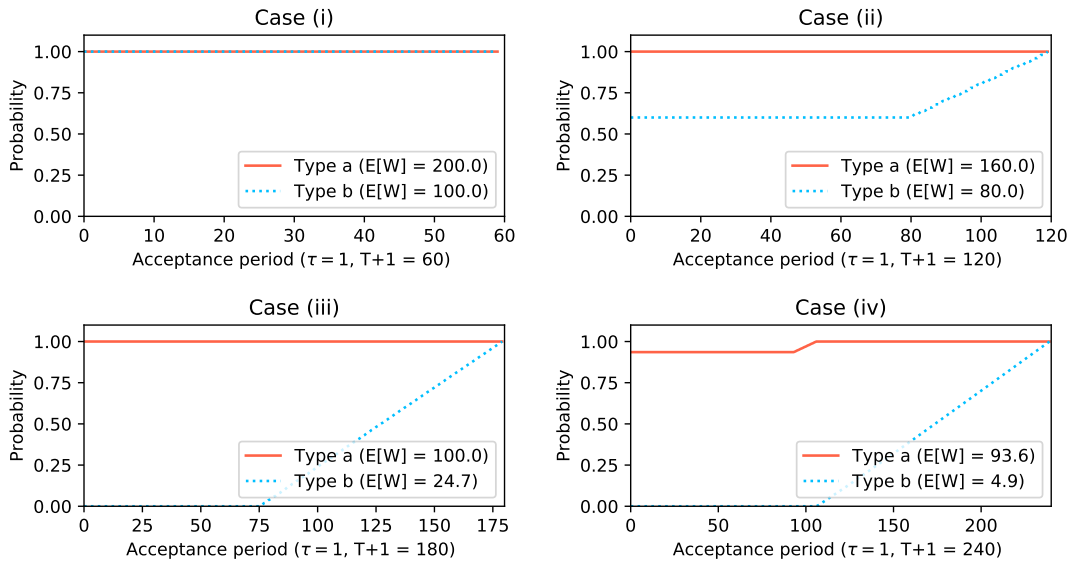 Case (i)
Probability
1.00
0.75
0.50
0.25
0.00
Type a (E[W] = 200.0)
Type b (E[W] = 100.0)
0 10 20 30 40 50 60
Acceptance period (τ = 1, T+1 = 60)
Case (ii)
Probability
1.00
0.75
0.50
0.25
0.00
Type a (E[W] = 160.0)
Type b (E[W] = 80.0)
0 20 40 60 80 100 120
Acceptance period (τ = 1, T+1 = 120)
Case (iii)
Probability
1.00
0.75
0.50
0.25
0.00
Type a (E[W] = 100.0)
Type b (E[W] = 24.7)
0 25 50 75 100 125 150 175
Acceptance period (τ = 1, T+1 = 180)
Case (iv)
Probability
1.00
0.75
0.50
0.25
0.00
Type a (E[W] = 93.6)
Type b (E[W] = 4.9)
0 50 100 150 200
Acceptance period (τ = 1, T+1 = 240)